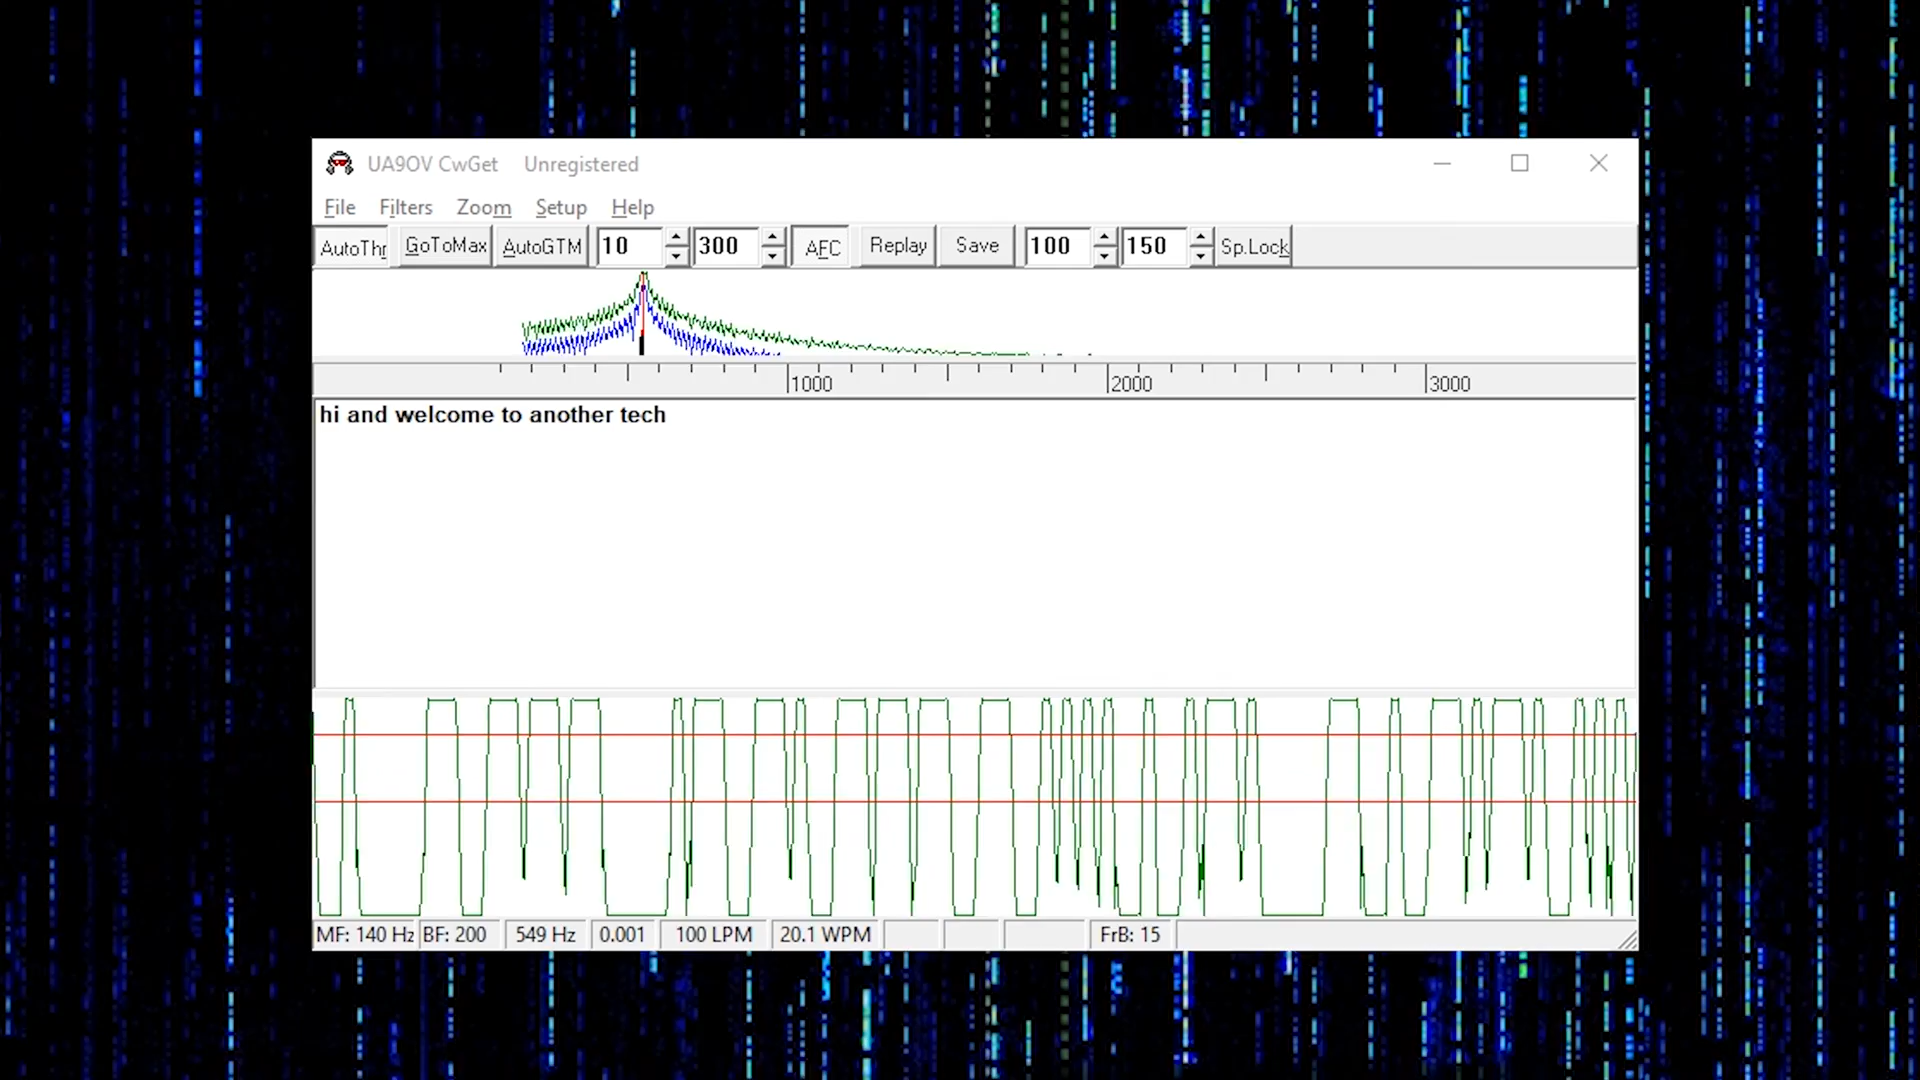 UA9OV CwGet Unregistered
File Filters Zoom Setup Help
AutoThr GoToMax AutoGTM 10 300 AFC Replay Save 100 150 Sp.Lock
1000 2000 3000
hi and welcome to another tech
MF: 140 Hz BF: 200 549 Hz 0.001 100 LPM 20.1 WPM FrB: 15